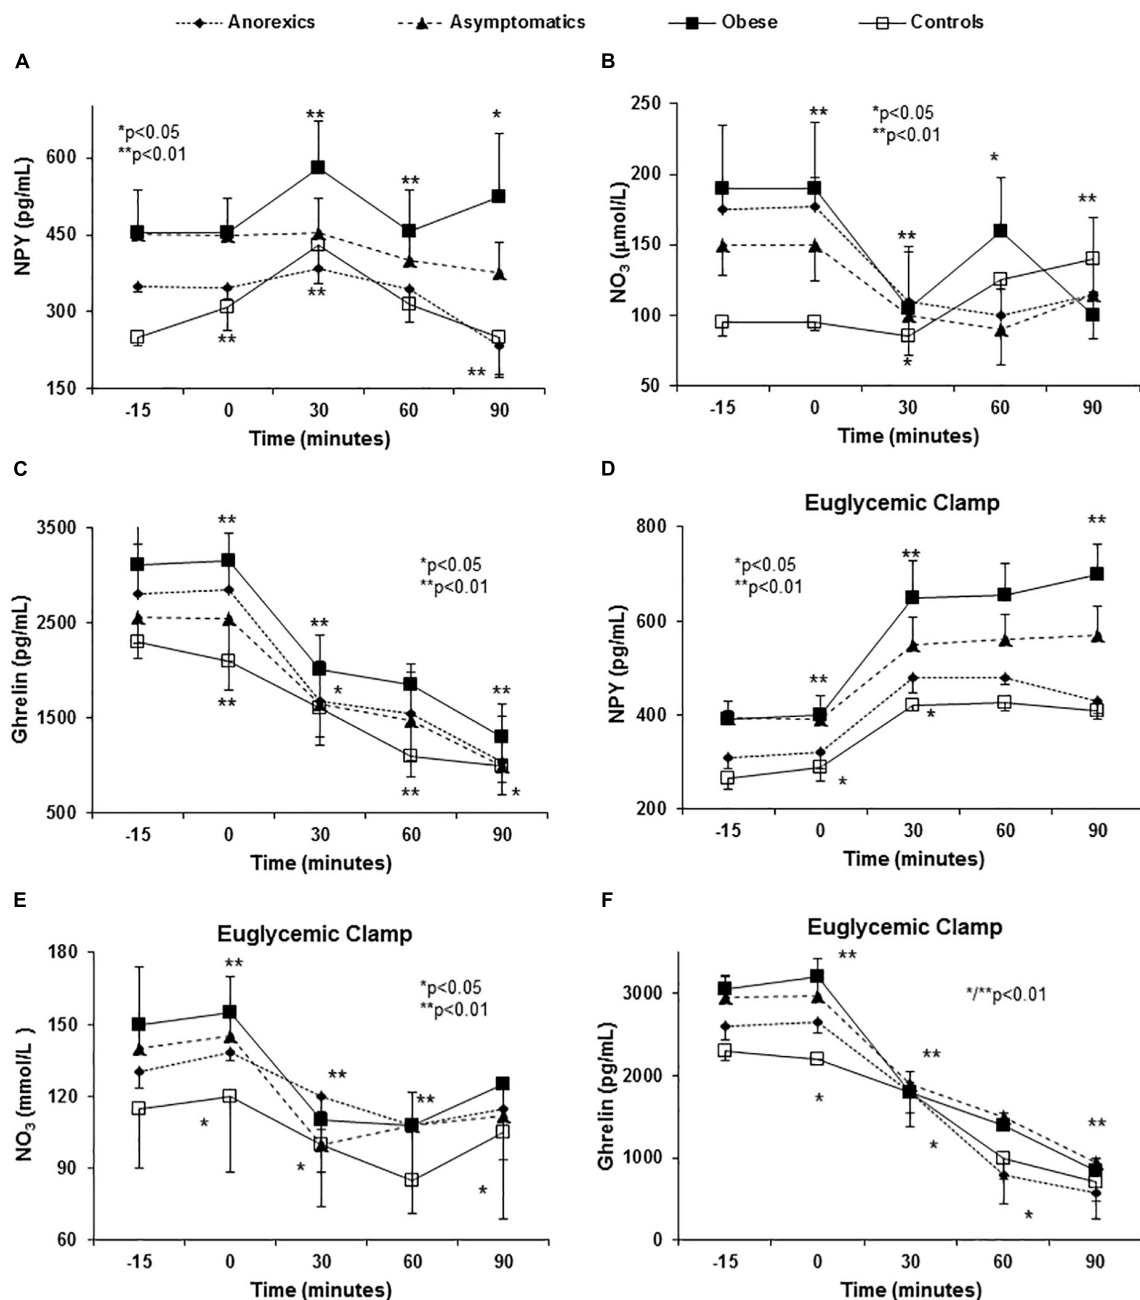 Anorexics Asymptomatics Obese Controls
A
**
*
*p<0.05
**p<0.01
**
600
450
300
150
**
**
**
NPY (pg/mL)
-15 0 30 60 90
Time (minutes)
B
250
**
*p<0.05
**p<0.01
*
200
**
**
150
100
*
50
NO3 (μmol/L)
-15 0 30 60 90
Time (minutes)
C
3500
**
*p<0.05
**p<0.01
2500
**
*
**
**
1500
**
*
500
Ghrelin (pg/mL)
-15 0 30 60 90
Time (minutes)
D
Euglycemic Clamp
800
**
**
*p<0.05
**p<0.01
600
**
400
*
*
200
NPY (pg/mL)
-15 0 30 60 90
Time (minutes)
E
Euglycemic Clamp
180
**
*p<0.05
**p<0.01
150
**
**
120
*
*
90
*
60
NO3 (mmol/L )
-15 0 30 60 90
Time (minutes)
F
Euglycemic Clamp
**
3000
*/**p<0.01
**
2000
*
*
**
1000
*
0
Ghrelin (pg/mL)
-15 0 30 60 90
Time (minutes)